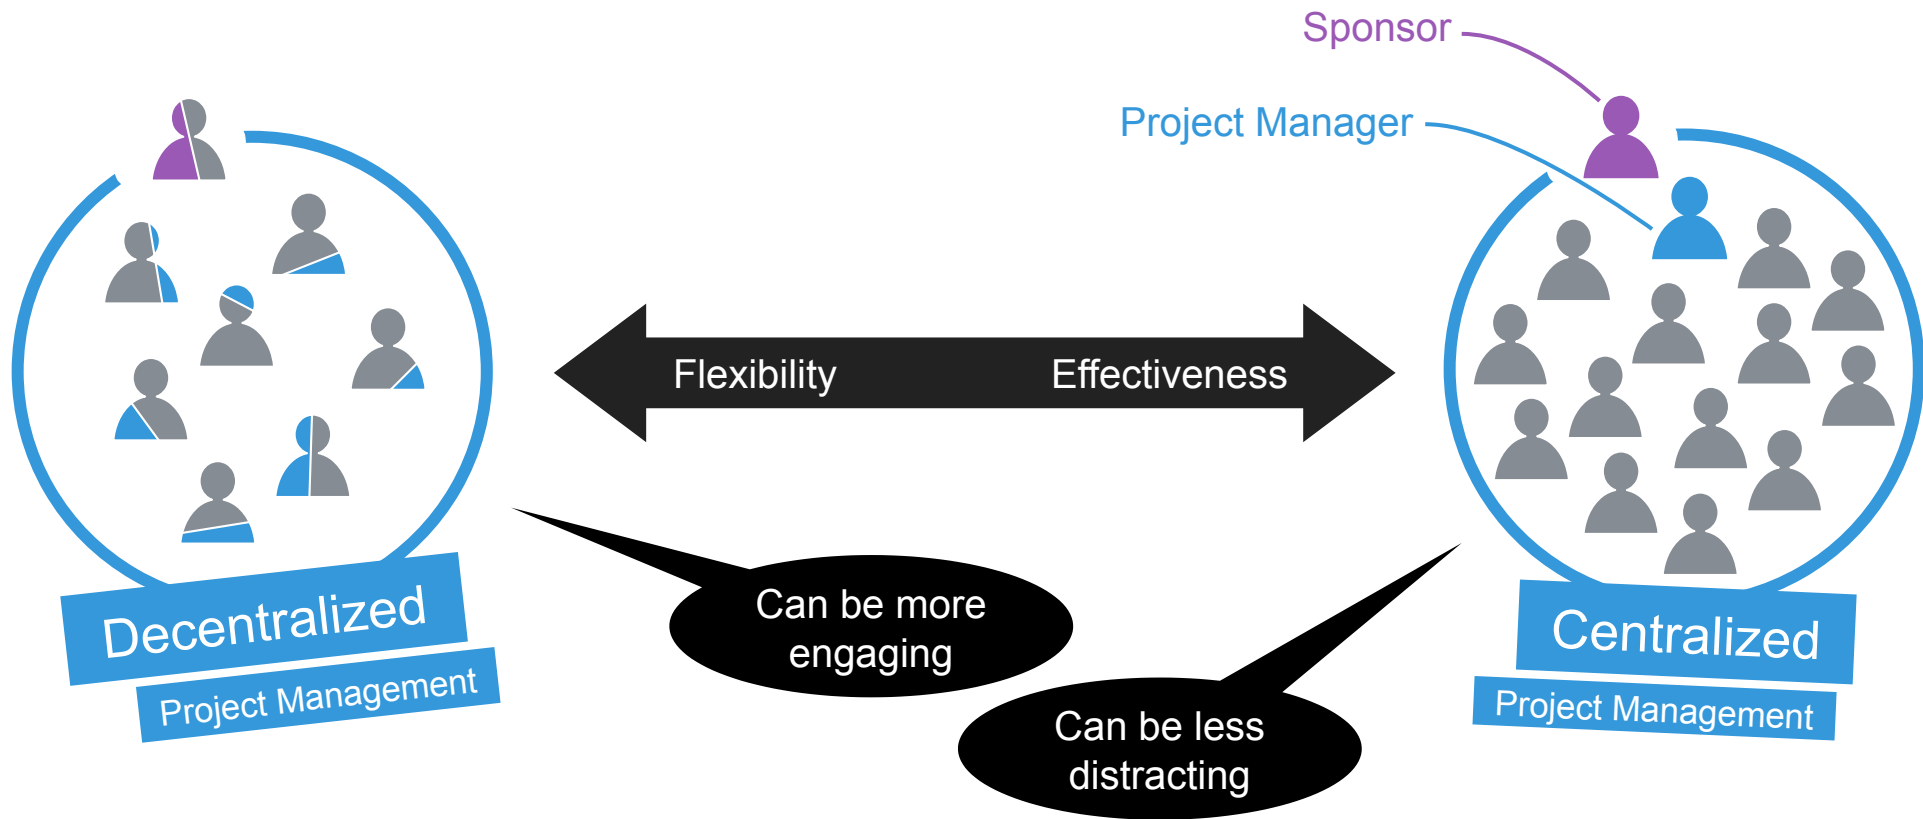 Sponsor
Project Manager
Flexibility
Effectiveness
Can be more
engaging
Can be less
distracting
Decentralized
Project Management
Centralized
Project Management